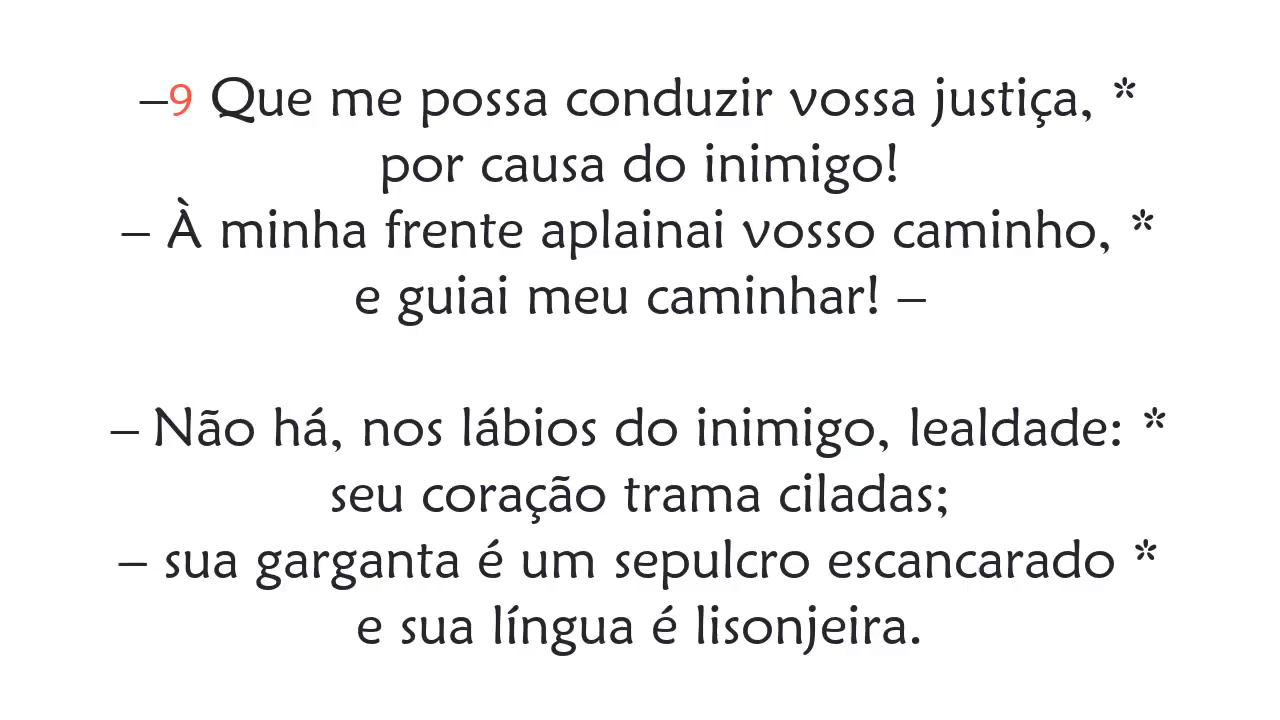 –9 Que me possa conduzir vossa justiça, *
por causa do inimigo!
– À minha frente aplainai vosso caminho, *
e guiai meu caminhar! –
– Não há, nos lábios do inimigo, lealdade: *
seu coração trama ciladas;
– sua garganta é um sepulcro escancarado *
e sua língua é lisonjeira.